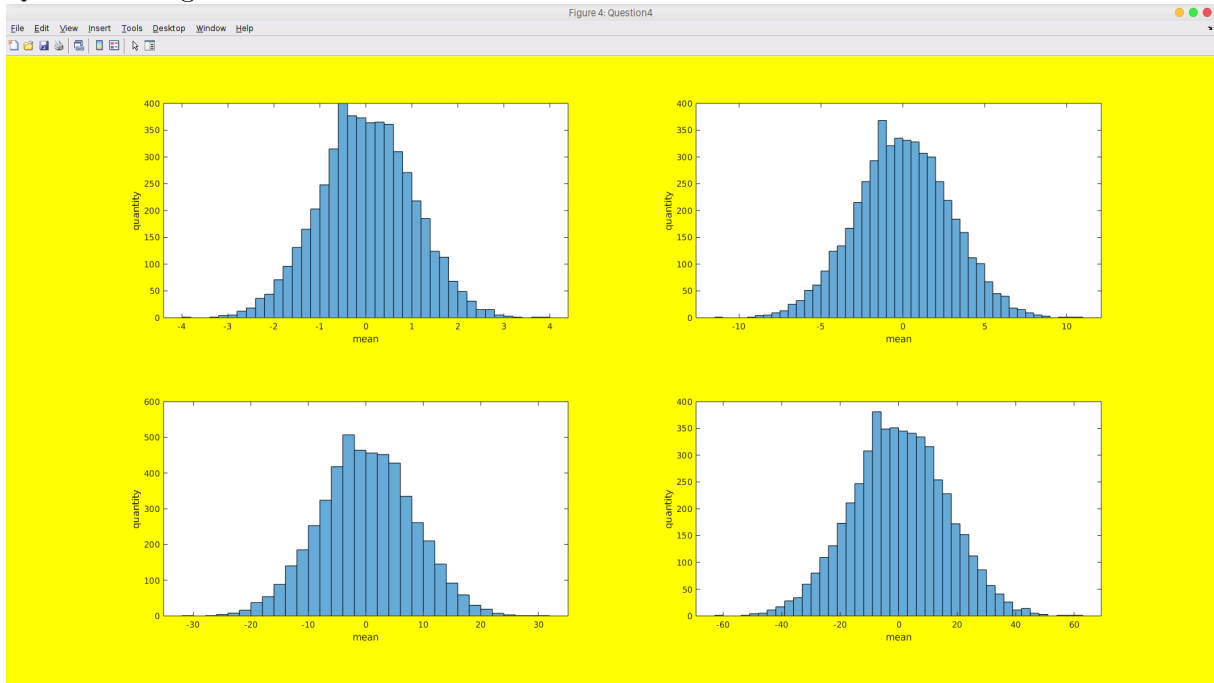 Figure 4: Question4
File Edit View Insert Tools Desktop Window Help
400
350
300
250
200
150
100
50
0
quantity
-4 -3 -2 -1 0 1 2 3 4
mean
400
350
300
250
200
150
100
50
0
quantity
-10 -5 0 5 10
mean
600
500
400
300
200
100
0
quantity
-30 -20 -10 0 10 20 30
mean
400
350
300
250
200
150
100
50
0
quantity
-60 -40 -20 0 20 40 60
mean